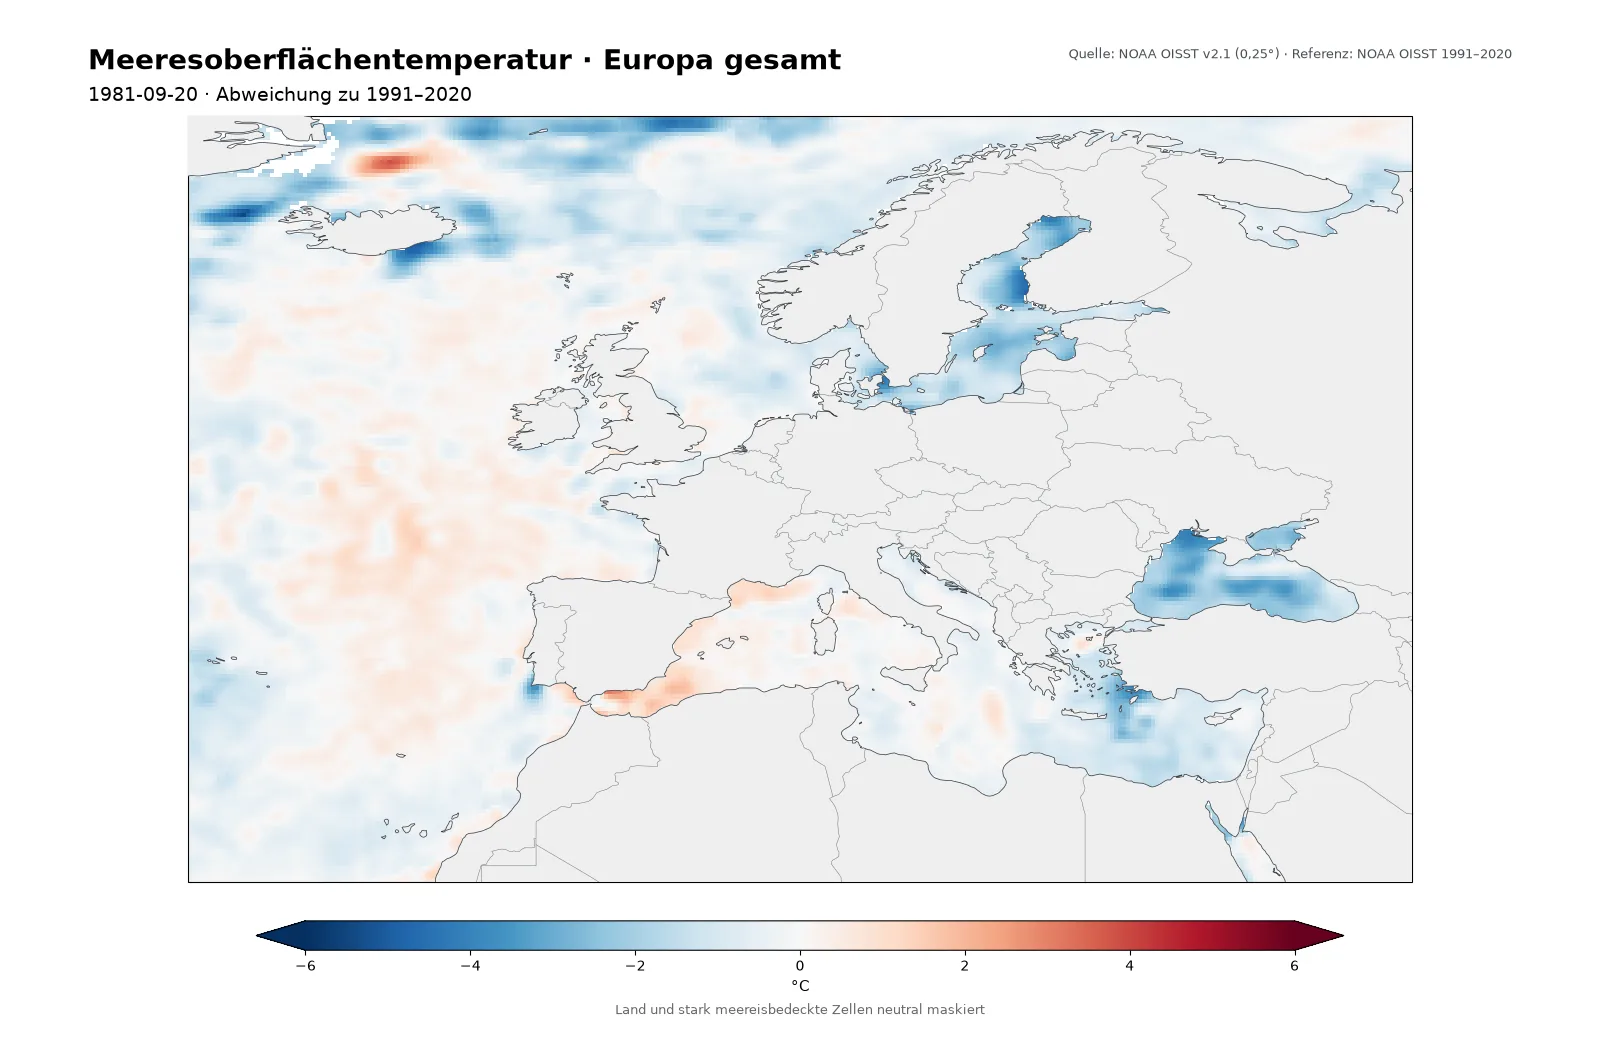 Meeresoberflächentemperatur · Europa gesamt
Quelle: NOAA OISST v2.1 (0,25°) · Referenz: NOAA OISST 1991–2020
1981-09-20 · Abweichung zu 1991–2020
−6 −4 −2 0 2 4 6
°C
Land und stark meereisbedeckte Zellen neutral maskiert